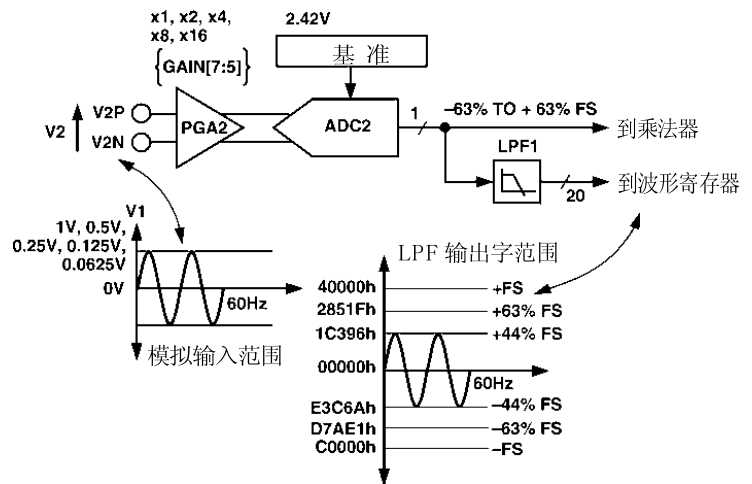 x1, x2, x4,
x8, x16
{GAIN[7:5]}
2.42V
基 准
V2P
V2
V2N
PGA2
ADC2
1
–63% TO + 63% FS
到乘法器
LPF1
20
到波形寄存器
V1
1V, 0.5V,
0.25V, 0.125V,
0.0625V
0V
60Hz
模拟输入范围
LPF 输出字范围
40000h
+FS
2851Fh
+63% FS
1C396h
+44% FS
00000h
60Hz
E3C6Ah
–44% FS
D7AE1h
–63% FS
C0000h
–FS